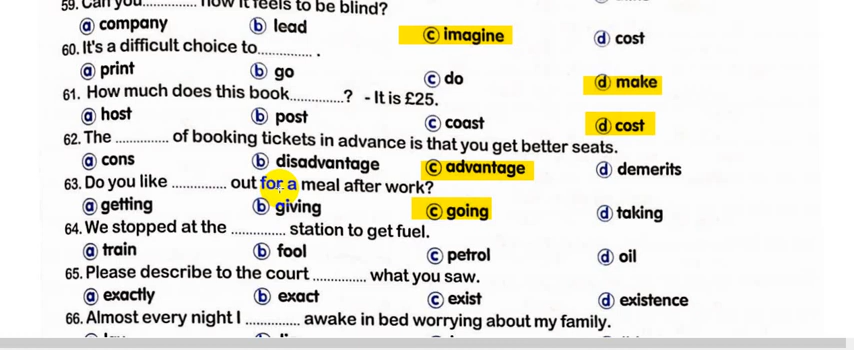 59. Can you.............. how it feels to be blind?
ⓐ company ⓑ lead ⓒ imagine ⓓ cost
60. It's a difficult choice to.............. .
ⓐ print ⓑ go ⓒ do ⓓ make
61. How much does this book.............? - It is £25.
ⓐ host ⓑ post ⓒ coast ⓓ cost
62. The ............. of booking tickets in advance is that you get better seats.
ⓐ cons ⓑ disadvantage ⓒ advantage ⓓ demerits
63. Do you like .............. out for a meal after work?
ⓐ getting ⓑ giving ⓒ going ⓓ taking
64. We stopped at the .............. station to get fuel.
ⓐ train ⓑ fool ⓒ petrol ⓓ oil
65. Please describe to the court ............. what you saw.
ⓐ exactly ⓑ exact ⓒ exist ⓓ existence
66. Almost every night I ............. awake in bed worrying about my family.